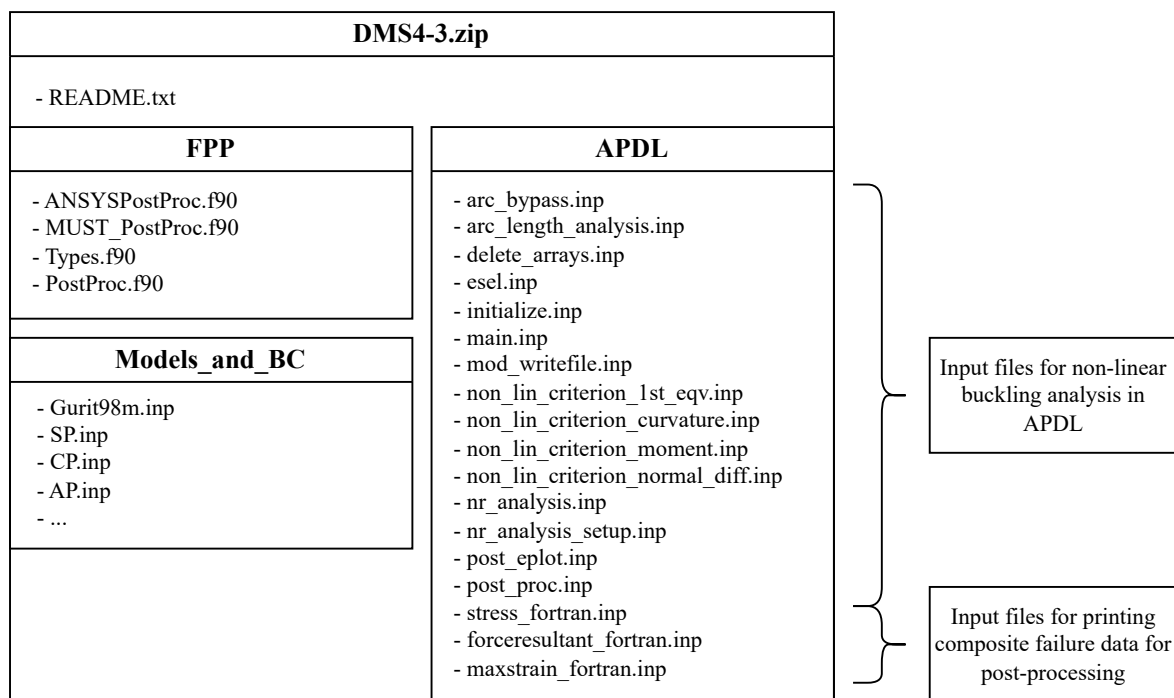 DMS4-3.zip
- README.txt
FPP
- ANSYSPostProc.f90
- MUST_PostProc.f90
- Types.f90
- PostProc.f90
Models_and_BC
- Gurit98m.inp
- SP.inp
- CP.inp
- AP.inp
- ...
APDL
- arc_bypass.inp
- arc_length_analysis.inp
- delete_arrays.inp
- esel.inp
- initialize.inp
- main.inp
- mod_writefile.inp
- non_lin_criterion_1st_eqv.inp
- non_lin_criterion_curvature.inp
- non_lin_criterion_moment.inp
- non_lin_criterion_normal_diff.inp
- nr_analysis.inp
- nr_analysis_setup.inp
- post_eplot.inp
- post_proc.inp
- stress_fortran.inp
- forceresultant_fortran.inp
- maxstrain_fortran.inp
Input files for non-linear
buckling analysis in
APDL
Input files for printing
composite failure data for
post-processing